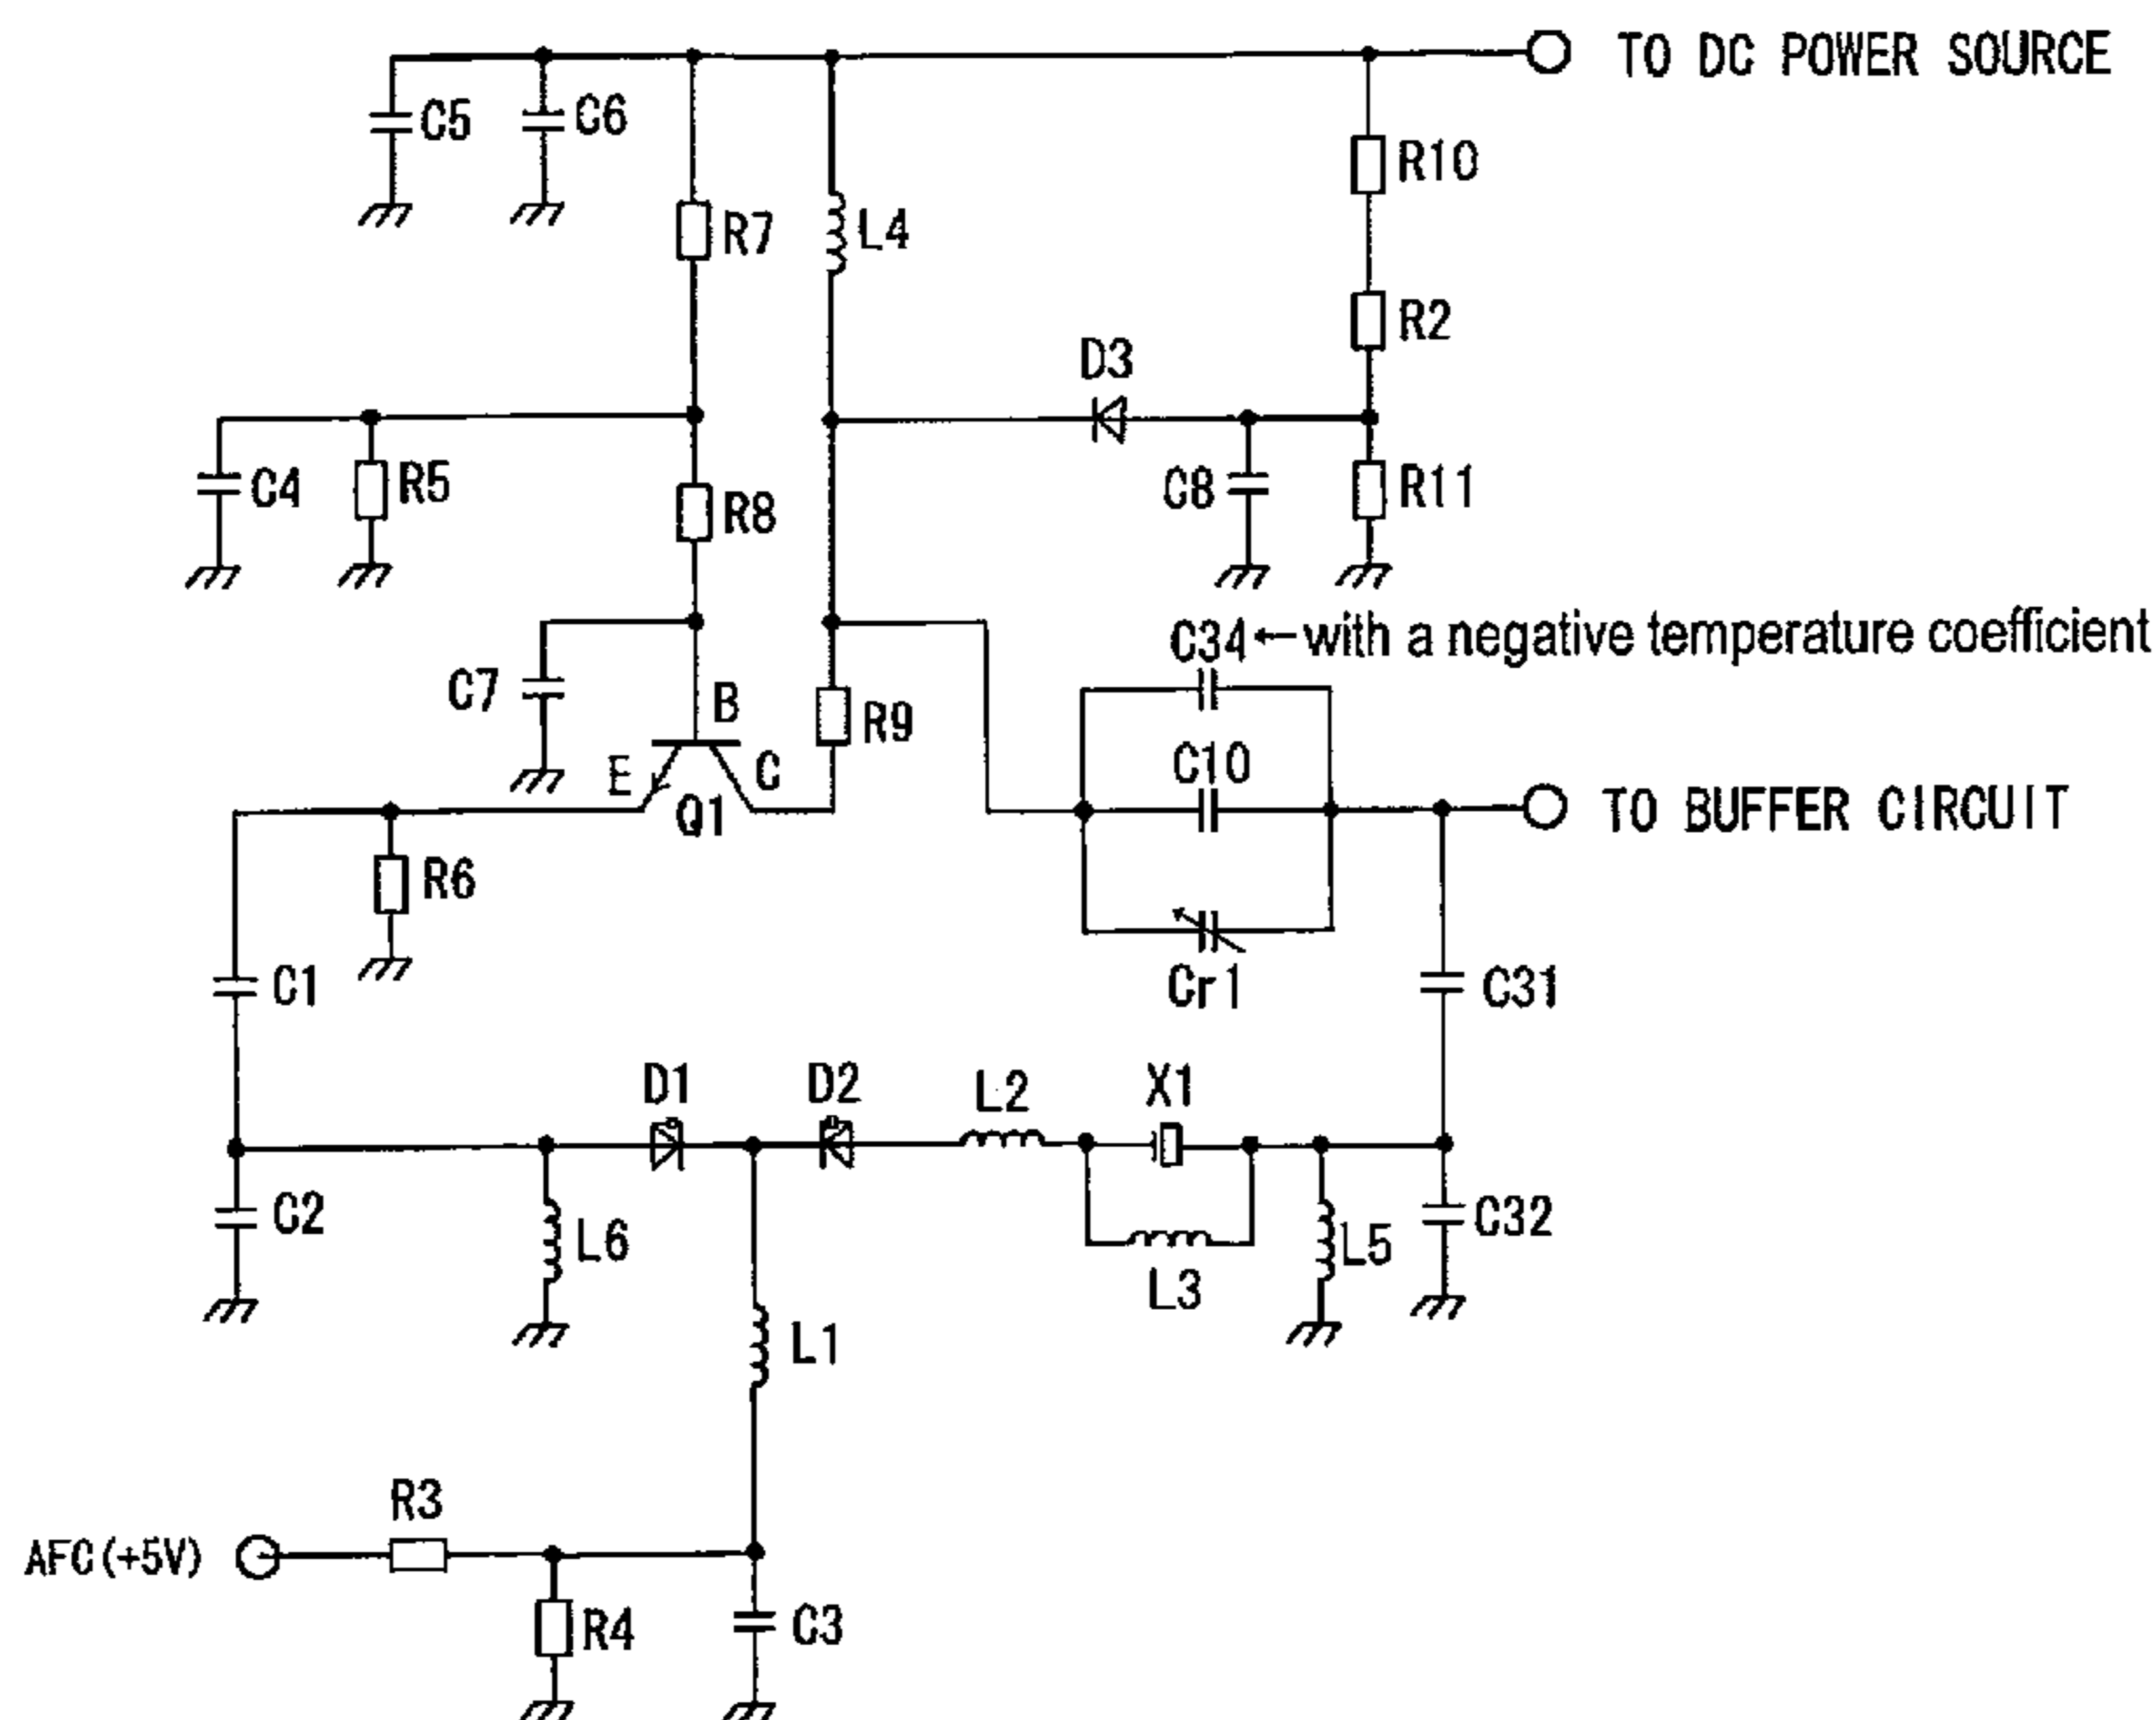 TO DC POWER SOURCE
C5
C6
R10
R7
L4
R2
D3
C4
R5
R8
C8
R11
C34 ←with a negative temperature coefficient
C7
B
R9
C10
E
C
Q1
TO BUFFER CIRCUIT
R6
C1
Cr1
C31
D1
D2
L2
X1
C2
L6
L5
C32
L3
L1
R3
AFC(+5V)
R4
C3